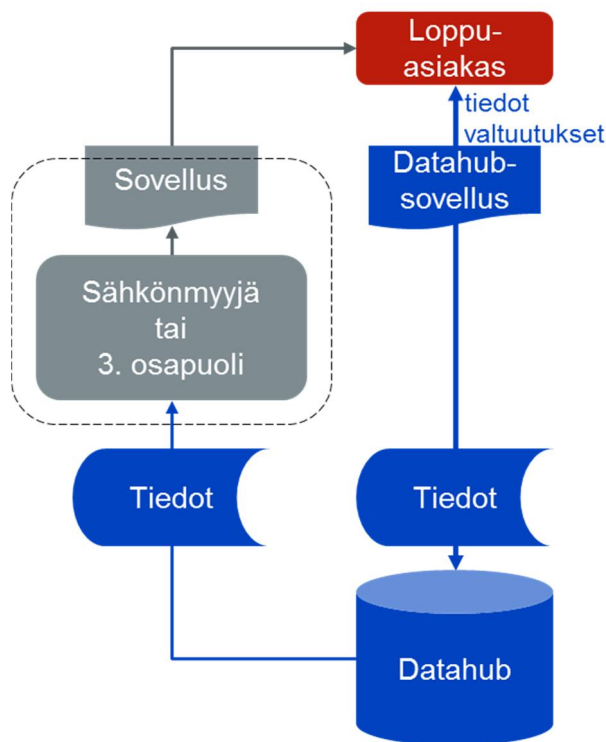 Loppu-
asiakas
tiedot
valtuutukset
Sovellus
Datahub-
sovellus
Sähkönmyyjä
tai
3. osapuoli
Tiedot
Tiedot
Datahub